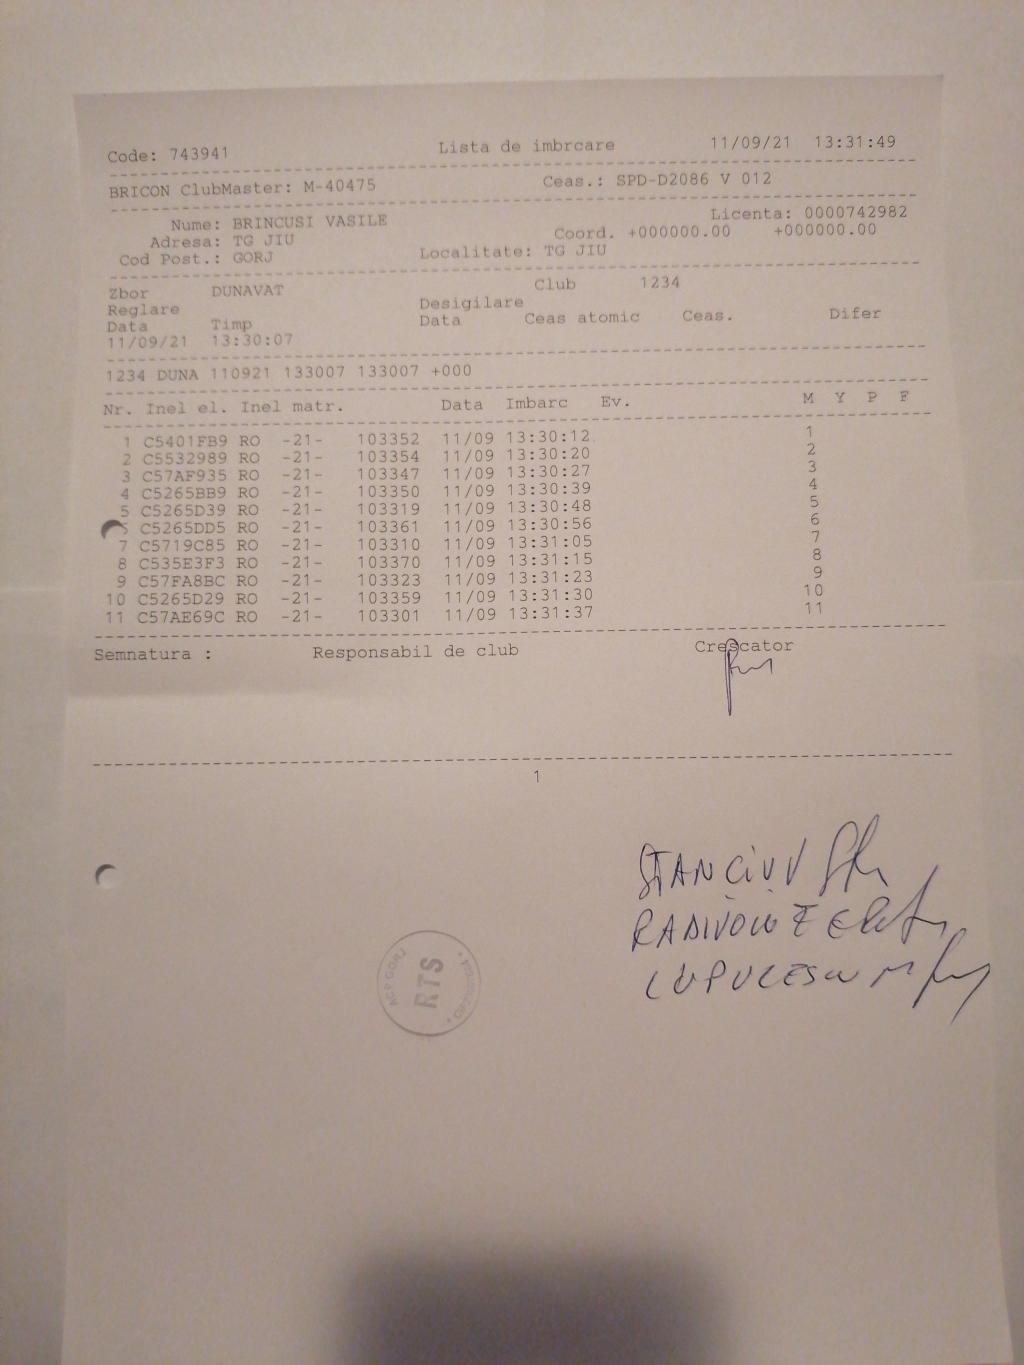 Code: 743941 Lista de imbrcare 11/09/21 13:31:49
BRICON ClubMaster: M-40475 Ceas.: SPD-D2086 V 012
Nume: BRINCUSI VASILE Licenta: 0000742982
Adresa: TG JIU Coord. +000000.00 +000000.00
Cod Post.: GORJ Localitate: TG JIU
Zbor DUNAVAT Club 1234
Reglare Desigilare
Data Timp Data Ceas atomic Ceas. Difer
11/09/21 13:30:07
1234 DUNA 110921 133007 133007 +000
Nr. Inel el. Inel matr. Data Imbarc Ev. M Y P F
1 C5401FB9 RO -21- 103352 11/09 13:30:12 1
2 C5532989 RO -21- 103354 11/09 13:30:20 2
3 C57AF935 RO -21- 103347 11/09 13:30:27 3
4 C5265BB9 RO -21- 103350 11/09 13:30:39 4
5 C5265D39 RO -21- 103319 11/09 13:30:48 5
6 C5265DD5 RO -21- 103361 11/09 13:30:56 6
7 C5719C85 RO -21- 103310 11/09 13:31:05 7
8 C535E3F3 RO -21- 103370 11/09 13:31:15 8
9 C57FA8BC RO -21- 103323 11/09 13:31:23 9
10 C5265D29 RO -21- 103359 11/09 13:31:30 10
11 C57AE69C RO -21- 103301 11/09 13:31:37 11
Semnatura : Responsabil de club Crescator
1
STANCIU V
LUPULESCU M
ACP GORJ
RTS